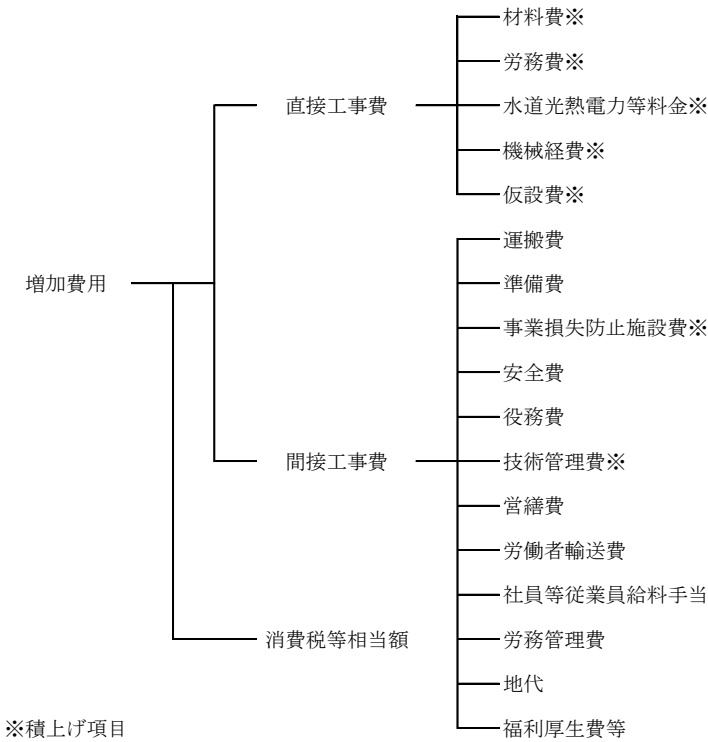 増加費用
直接工事費
材料費※
労務費※
水道光熱電力等料金※
機械経費※
仮設費※
間接工事費
運搬費
準備費
事業損失防止施設費※
安全費
役務費
技術管理費※
営繕費
労働者輸送費
社員等従業員給料手当
労務管理費
地代
福利厚生費等
消費税等相当額
※積上げ項目